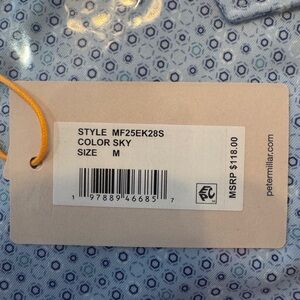 STYLE MF25EK28S
COLOR SKY
SIZE M
1 97889 46685 7
MSRP $118.00
petermillar.com